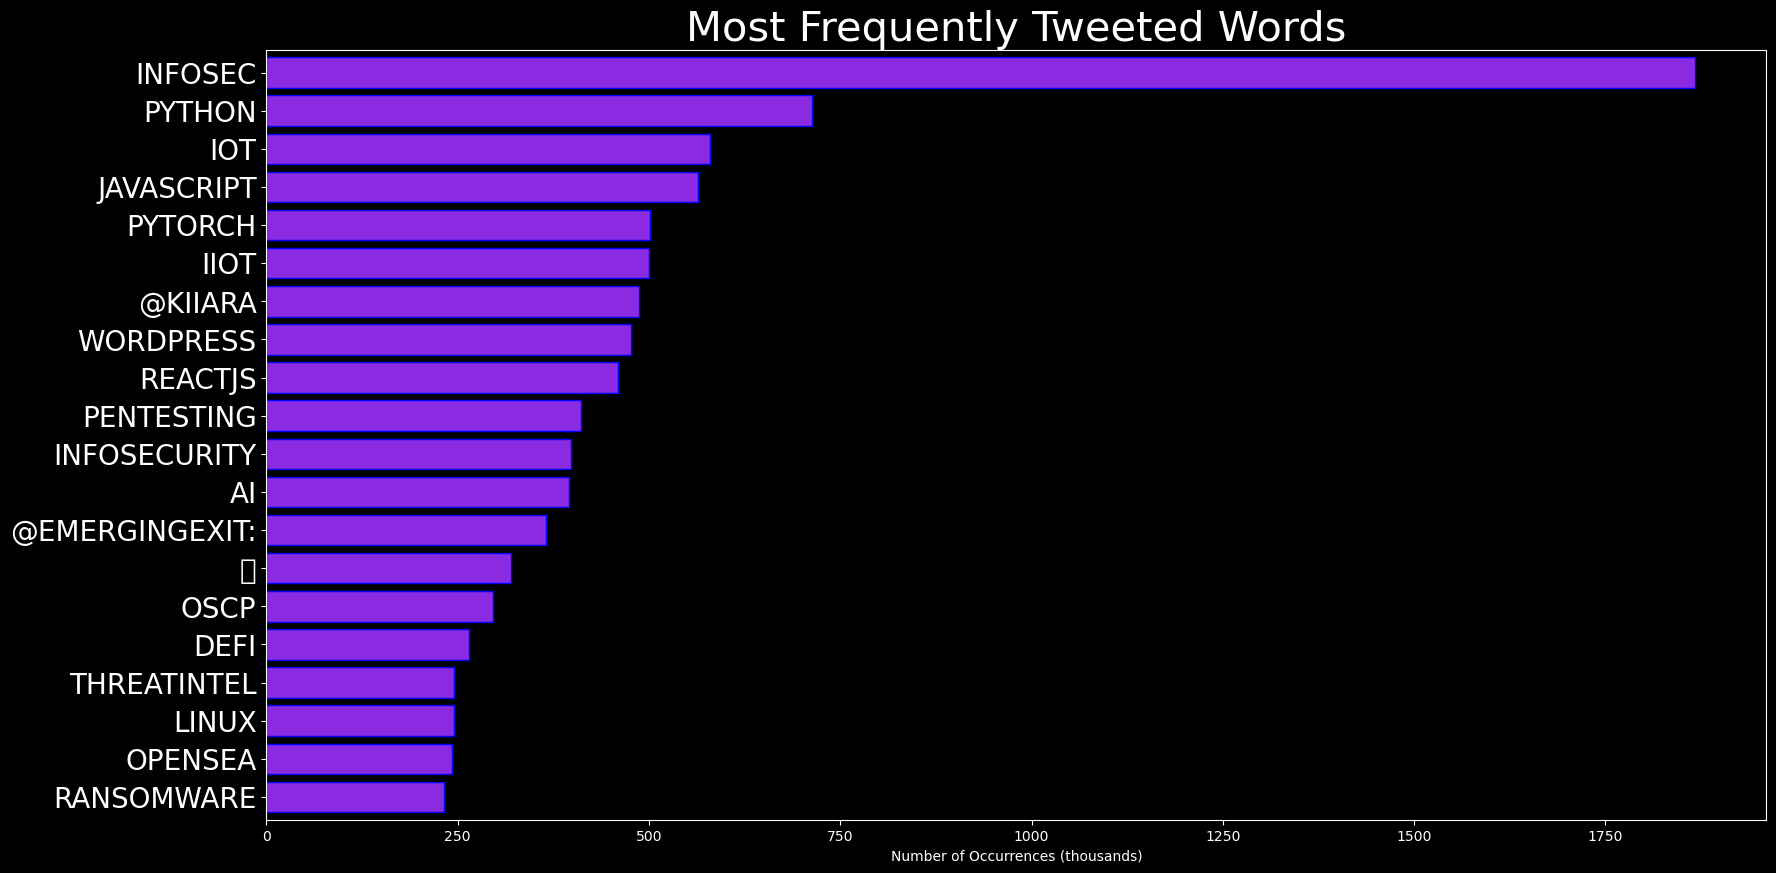 Most Frequently Tweeted Words
INFOSEC
PYTHON
IOT
JAVASCRIPT
PYTORCH
IIOT
@KIIARA
WORDPRESS
REACTJS
PENTESTING
INFOSECURITY
AI
@EMERGINGEXIT:
OSCP
DEFI
THREATINTEL
LINUX
OPENSEA
RANSOMWARE
0 250 500 750 1000 1250 1500 1750
Number of Occurrences (thousands)